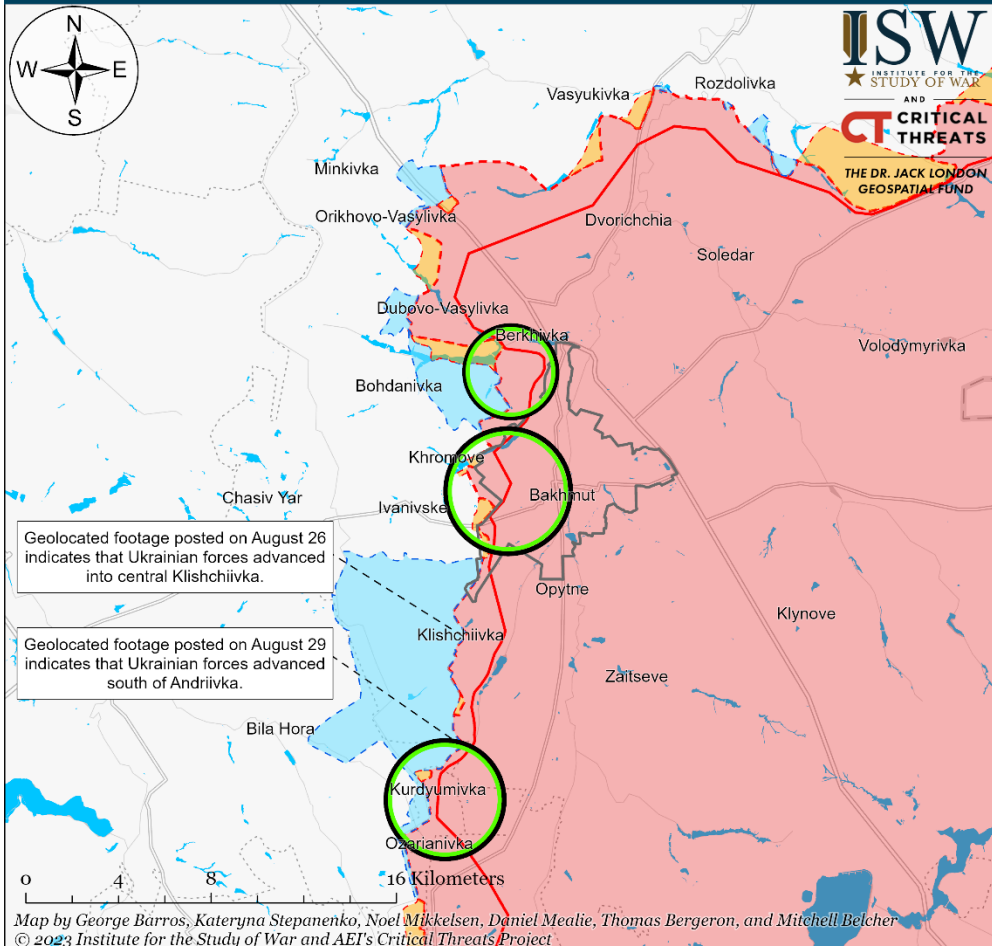 N
W E
S
ISW
INSTITUTE FOR THE
STUDY OF WAR
AND
CT CRITICAL
THREATS
THE DR. JACK LONDON
GEOSPATIAL FUND
Rozdolivka
Vasyukivka
Minkivka
Orikhovo-Vasylivka
Dvorichchia
Soledar
Dubovo-Vasylivka
Berkhivka
Volodymyrivka
Bohdanivka
Khromove
Chasiv Yar
Bakhmut
Ivanivske
Geolocated footage posted on August 26
indicates that Ukrainian forces advanced
into central Klishchiivka.
Opytne
Klynove
Klishchiivka
Geolocated footage posted on August 29
indicates that Ukrainian forces advanced
south of Andriivka.
Zaitseve
Bila Hora
Kurdyumivka
Ozarianivka
0 4 8 16 Kilometers
Map by George Barros, Kateryna Stepanenko, Noel Mikkelsen, Daniel Mealie, Thomas Bergeron, and Mitchell Belcher
© 2023 Institute for the Study of War and AEI's Critical Threats Project